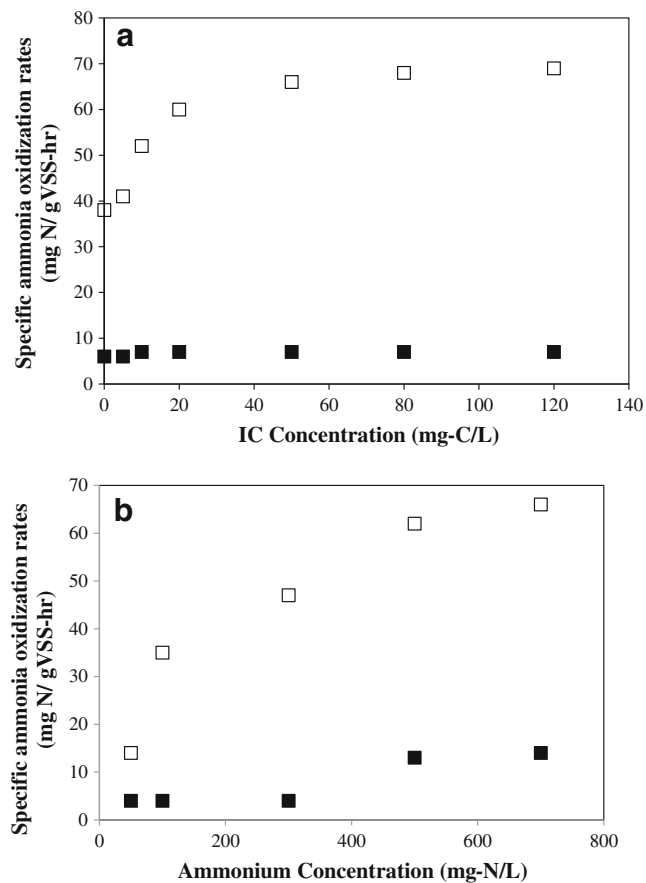 a
80
70
60
50
40
30
20
10
0
Specific ammonia oxidization rates
(mg N/ gVSS-hr)
0 20 40 60 80 100 120 140
IC Concentration (mg-C/L)
b
70
60
50
40
30
20
10
0
Specific ammonia oxidization rates
(mg N/ gVSS-hr)
0 200 400 600 800
Ammonium Concentration (mg-N/L)